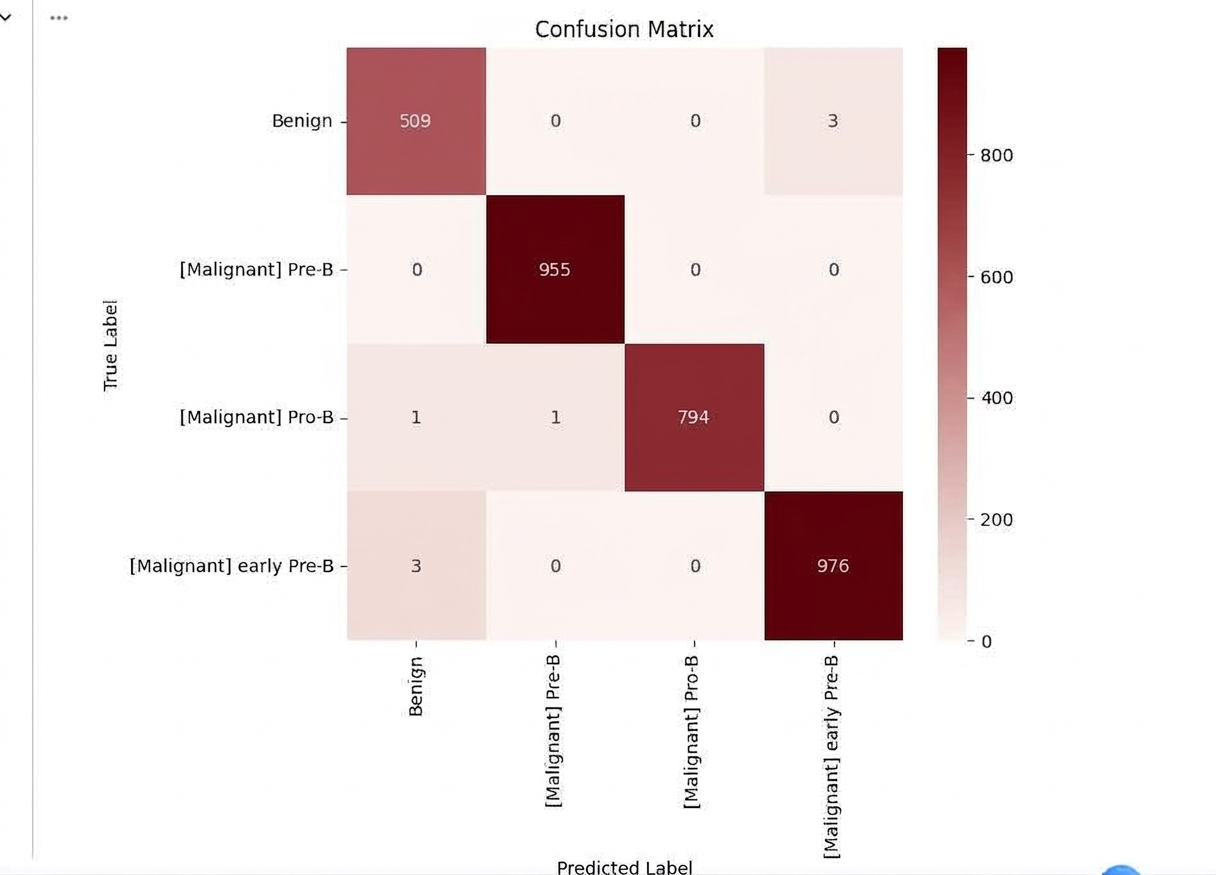 Confusion Matrix
Benign
509 0 0 3
800
[Malignant] Pre-B
0 955 0 0
600
True Label
400
[Malignant] Pro-B
1 1 794 0
200
[Malignant] early Pre-B
3 0 0 976
0
Benign
[Malignant] Pre-B
[Malignant] Pro-B
[Malignant] early Pre-B
Predicted Label